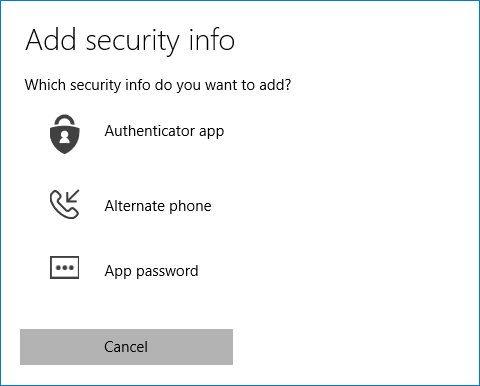 Add security info
Which security info do you want to add?
Authenticator app
Alternate phone
App password
Cancel